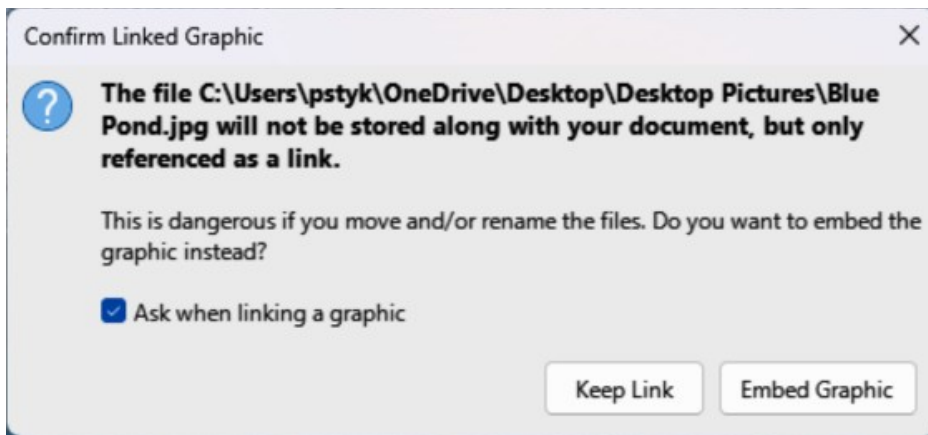 Confirm Linked Graphic
The file C:\Users\pstyk\OneDrive\Desktop\Desktop Pictures\Blue
Pond.jpg will not be stored along with your document, but only
referenced as a link.
This is dangerous if you move and/or rename the files. Do you want to embed the
graphic instead?
Ask when linking a graphic
Keep Link
Embed Graphic